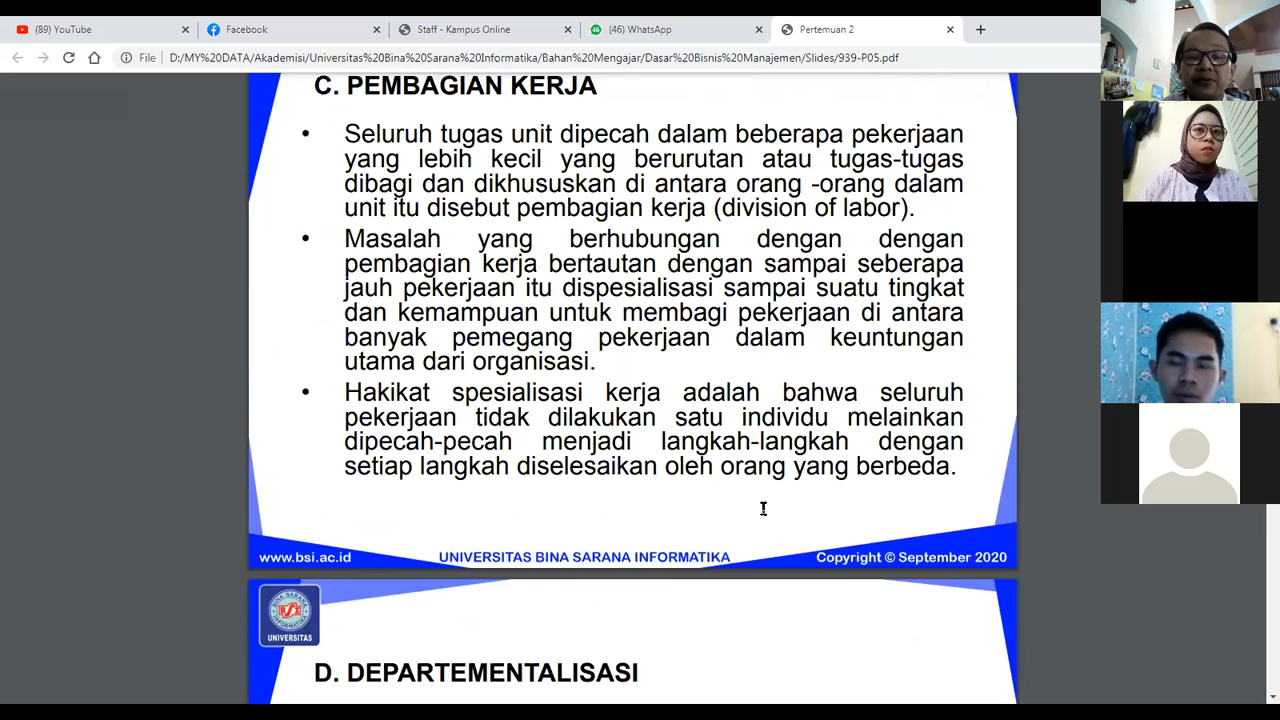 (89) YouTube
Facebook
Staff - Kampus Online
(46) WhatsApp
Pertemuan 2
File
D:/MY%20DATA/Akademisi/Universitas%20Bina%20Sarana%20Informatika/Bahan%20Mengajar/Dasar%20Bisnis%20Manajemen/Slides/939-P05.pdf
C. PEMBAGIAN KERJA
• Seluruh tugas unit dipecah dalam beberapa pekerjaan
yang lebih kecil yang berurutan atau tugas-tugas
dibagi dan dikhususkan di antara orang -orang dalam
unit itu disebut pembagian kerja (division of labor).
• Masalah yang berhubungan dengan dengan
pembagian kerja bertautan dengan sampai seberapa
jauh pekerjaan itu dispesialisasi sampai suatu tingkat
dan kemampuan untuk membagi pekerjaan di antara
banyak pemegang pekerjaan dalam keuntungan
utama dari organisasi.
• Hakikat spesialisasi kerja adalah bahwa seluruh
pekerjaan tidak dilakukan satu individu melainkan
dipecah-pecah menjadi langkah-langkah dengan
setiap langkah diselesaikan oleh orang yang berbeda.
www.bsi.ac.id
UNIVERSITAS BINA SARANA INFORMATIKA
Copyright © September 2020
BINA SARANA
BSI
INFORMATIKA
UNIVERSITAS
D. DEPARTEMENTALISASI